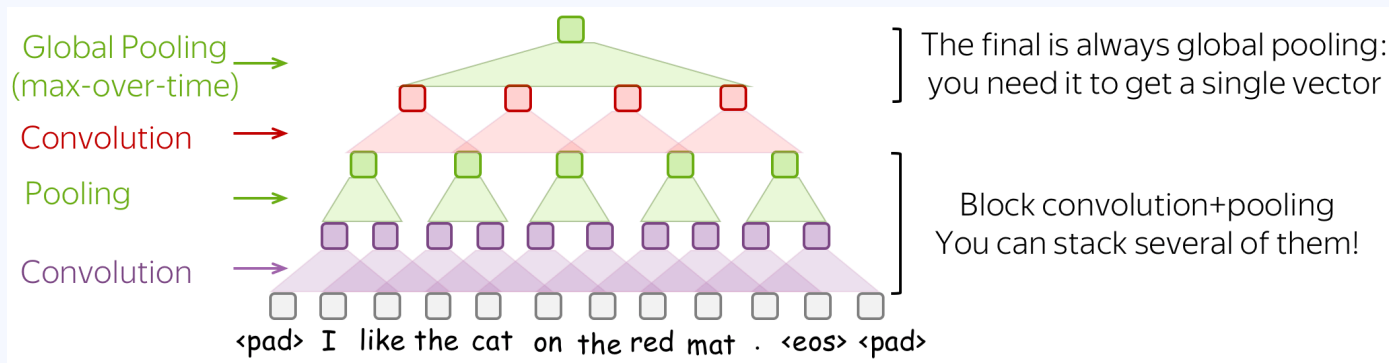 Global Pooling
(max-over-time)
The final is always global pooling:
you need it to get a single vector
Convolution
Pooling
Block convolution+pooling
You can stack several of them!
Convolution
<pad> I like the cat on the red mat . <eos> <pad>